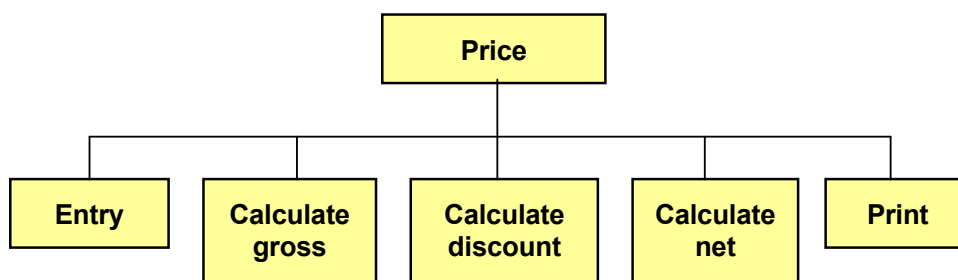 Price
Entry
Calculate
gross
Calculate
discount
Calculate
net
Print